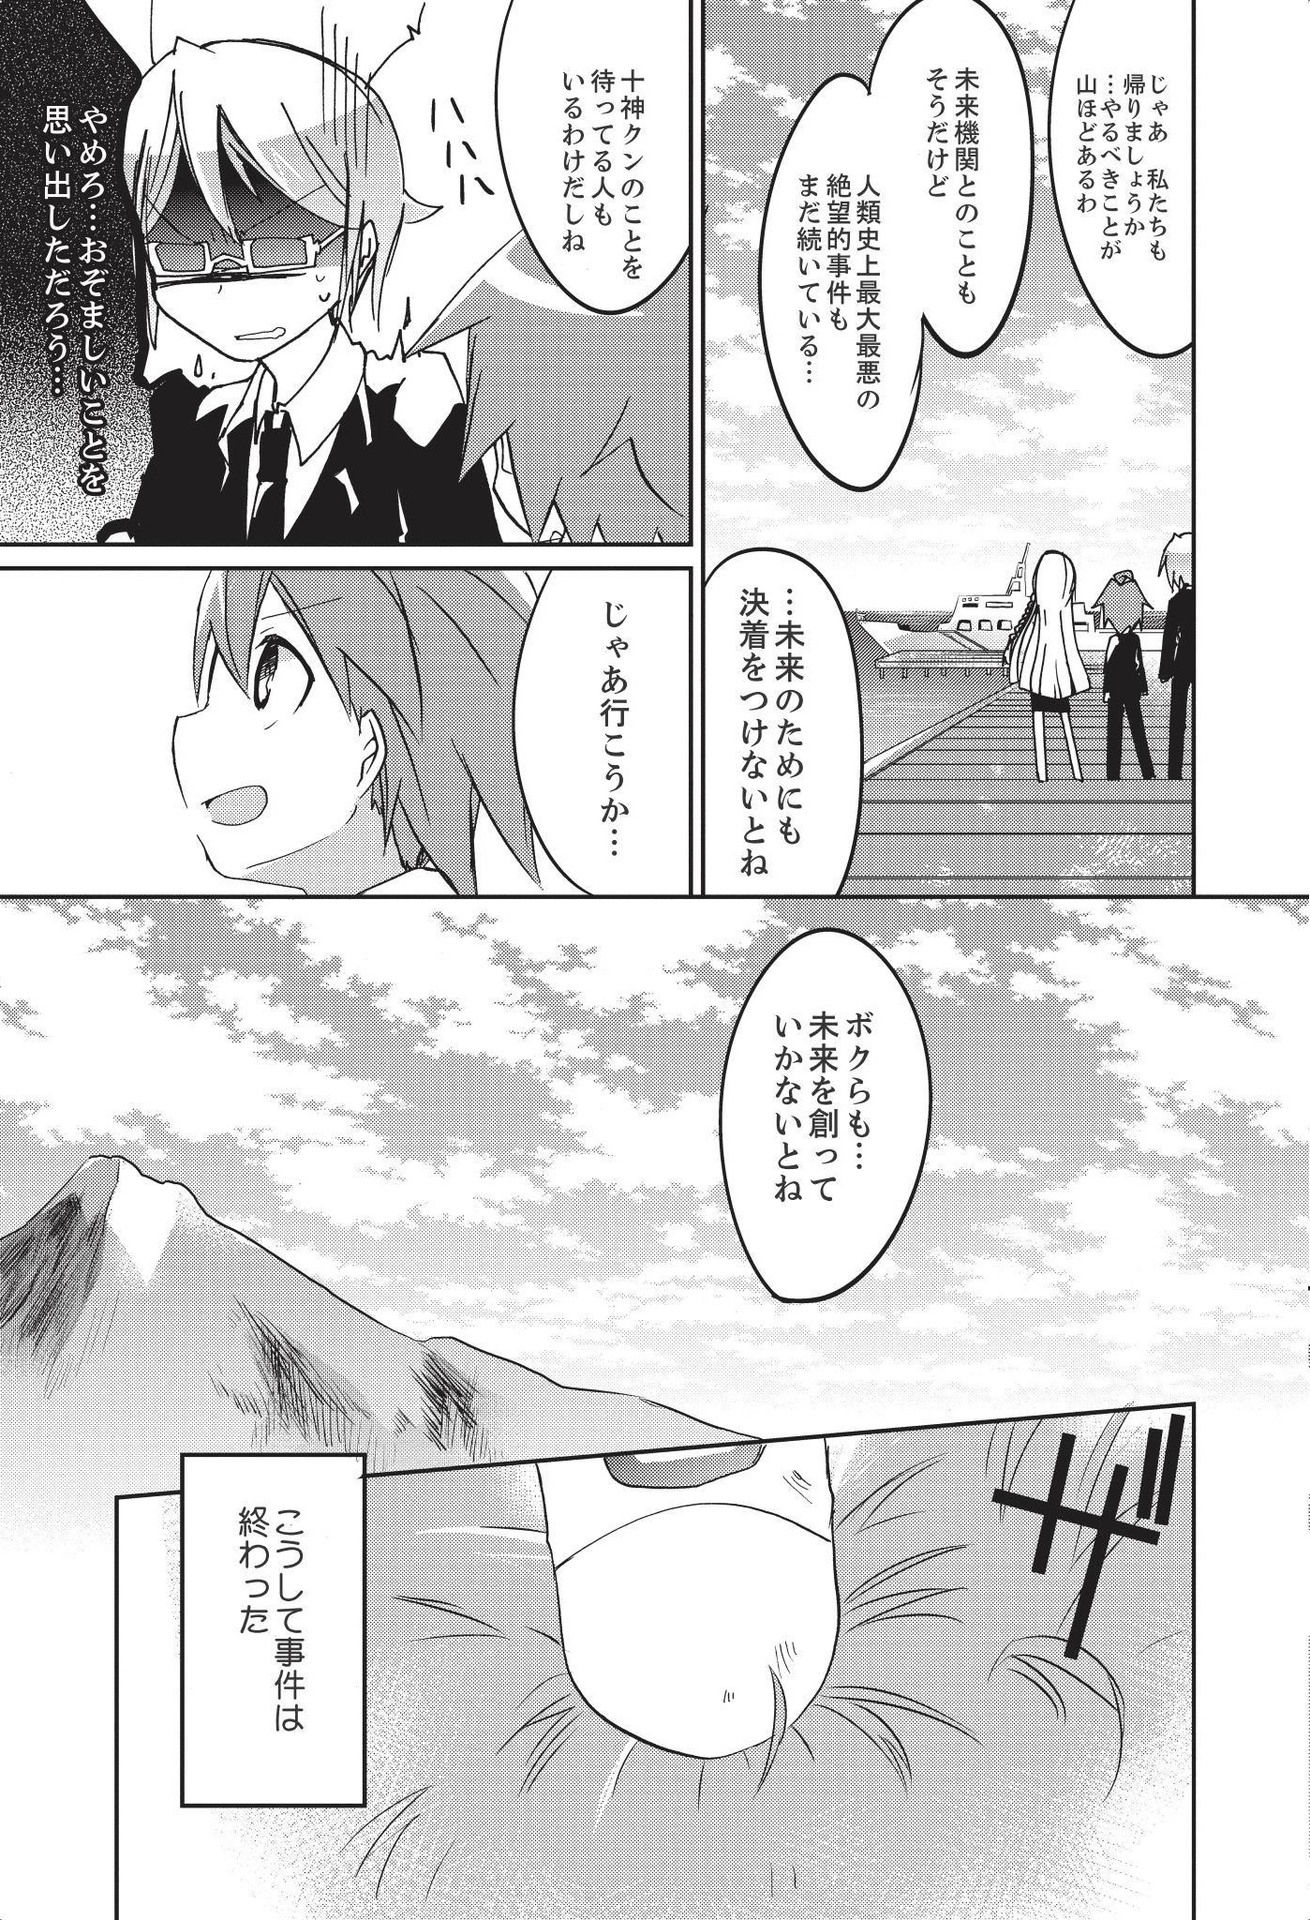 じゃあ　私たちも
帰りましょうか
…やるべきことが
山ほどあるわ
未来機関とのことも
そうだけど
人類史上最大最悪の
絶望的事件も
まだ続いている…
…未来のためにも
決着をつけないとね
十神クンのことを
待ってる人も
いるわけだしね
ハハ
やめろ…おぞましいことを
思い出しただろう…
じゃあ行こうか…
ボクらも…
未来を創って
いかないとね
ザッ
こうして事件は
終わった